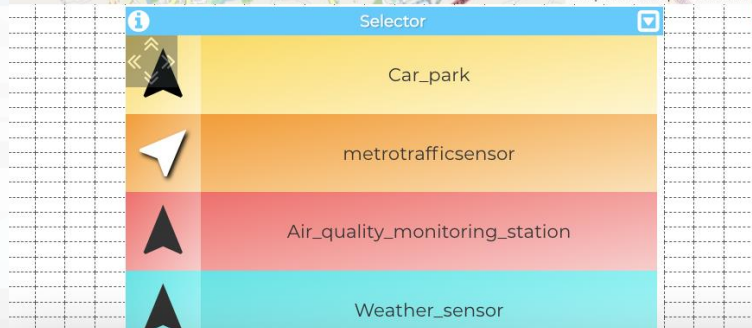 Selector
Car_park
metrotrafficsensor
Air_quality_monitoring_station
Weather_sensor